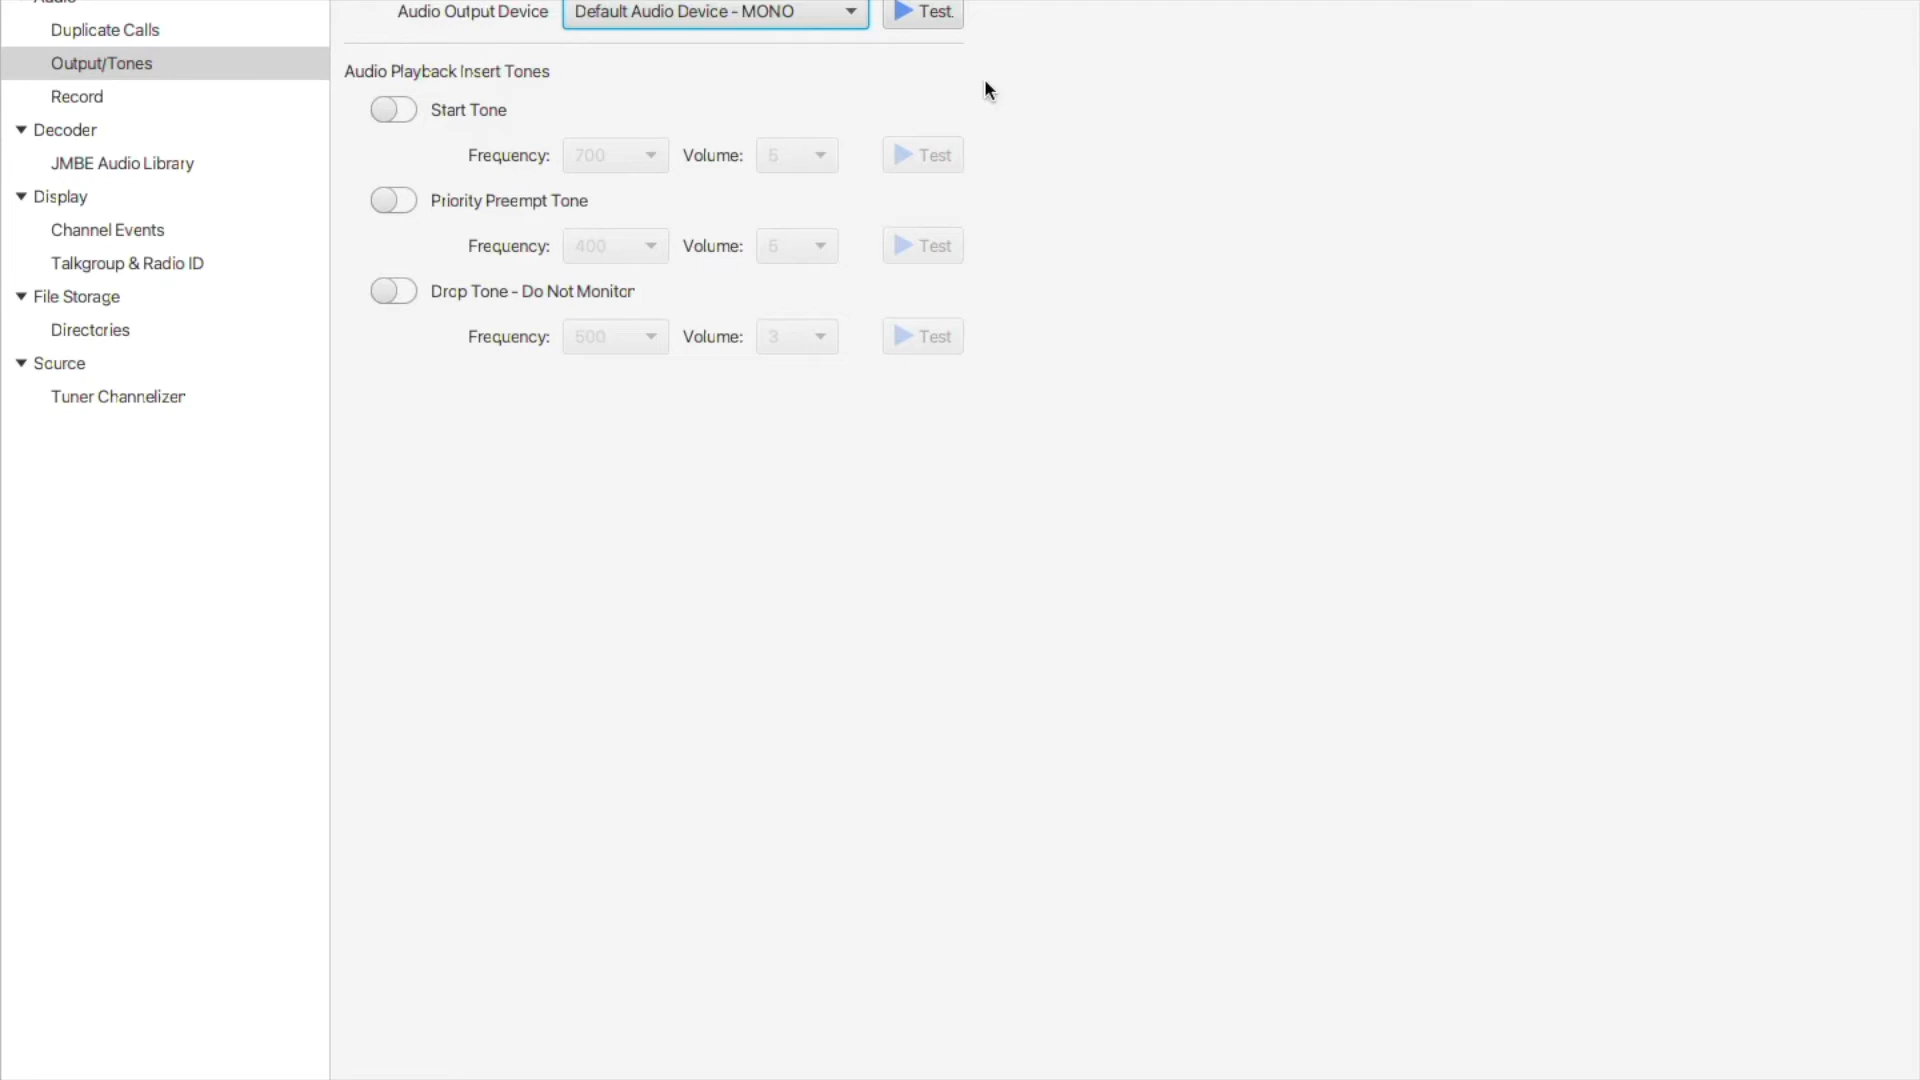 Audio
Duplicate Calls
Output/Tones
Record
Decoder
JMBE Audio Library
Display
Channel Events
Talkgroup & Radio ID
File Storage
Directories
Source
Tuner Channelizer
Audio Output Device Default Audio Device - MONO Test
Audio Playback Insert Tones
Start Tone
Frequency: 700 Volume: 5 Test
Priority Preempt Tone
Frequency: 400 Volume: 5 Test
Drop Tone - Do Not Monitor
Frequency: 500 Volume: 3 Test